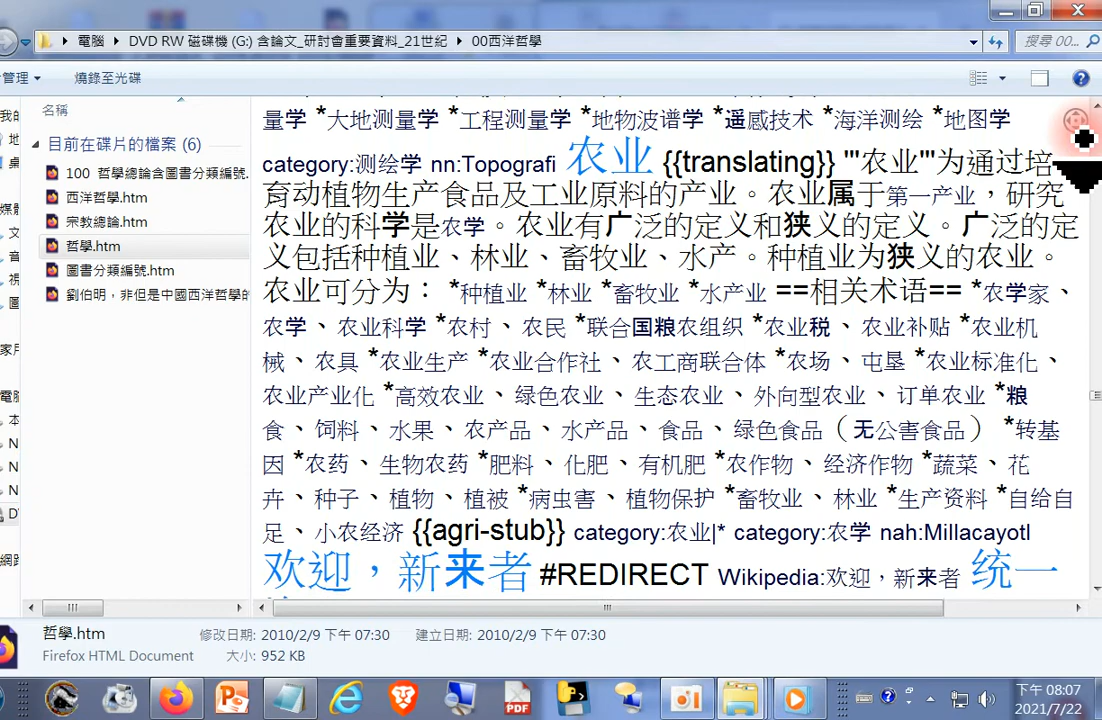 電腦 ▸ DVD RW 磁碟機 (G:) 含論文_研討會重要資料_21世紀 ▸ 00西洋哲學
搜尋 00...
管理 燒錄至光碟
名稱
目前在碟片的檔案 (6)
100 哲學總論含圖書分類編號.
西洋哲學.htm
宗教總論.htm
哲學.htm
圖書分類編號.htm
劉伯明，非但是中國西洋哲學的
量学 *大地测量学 *工程测量学 *地物波谱学 *遥感技术 *海洋测绘 *地图学
category:测绘学 nn:Topografi 农业 {{translating}} '''农业'''为通过培
育动植物生产食品及工业原料的产业。农业属于第一产业，研究
农业的科学是农学。农业有广泛的定义和狭义的定义。广泛的定
义包括种植业、林业、畜牧业、水产。种植业为狭义的农业。
农业可分为： *种植业 *林业 *畜牧业 *水产业 ==相关术语== *农学家、
农学、农业科学 *农村、农民 *联合国粮农组织 *农业税、农业补贴 *农业机
械、农具 *农业生产 *农业合作社、农工商联合体 *农场、屯垦 *农业标准化、
农业产业化 *高效农业、绿色农业、生态农业、外向型农业、订单农业 *粮
食、饲料、水果、农产品、水产品、食品、绿色食品（无公害食品） *转基
因 *农药、生物农药 *肥料、化肥、有机肥 *农作物、经济作物 *蔬菜、花
卉、种子、植物、植被 *病虫害、植物保护 *畜牧业、林业 *生产资料 *自给自
足、小农经济 {{agri-stub}} category:农业|* category:农学 nah:Millacayotl
欢迎，新来者 #REDIRECT Wikipedia:欢迎，新来者 统一
哲學.htm 修改日期: 2010/2/9 下午 07:30 建立日期: 2010/2/9 下午 07:30
Firefox HTML Document 大小: 952 KB
下午 08:07
2021/7/22